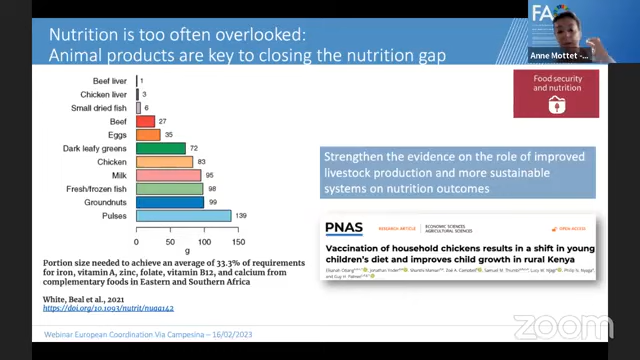 Nutrition is too often overlooked:
Animal products are key to closing the nutrition gap
FA
Anne Mottet -...
Food security
and nutrition
Beef liver 1
Chicken liver 3
Small dried fish 6
Beef 27
Eggs 35
Dark leafy greens 72
Chicken 83
Milk 95
Fresh/frozen fish 98
Groundnuts 99
Pulses 139
0 50 100 150
g
Portion size needed to achieve an average of 33.3% of requirements
for iron, vitamin A, zinc, folate, vitamin B12, and calcium from
complementary foods in Eastern and Southern Africa
White, Beal et al., 2021
https://doi.org/10.1093/nutrit/nuaa142
Strengthen the evidence on the role of improved
livestock production and more sustainable
systems on nutrition outcomes
PNAS
RESEARCH ARTICLE
ECONOMIC SCIENCES
AGRICULTURAL SCIENCES
OPEN ACCESS
Vaccination of household chickens results in a shift in young
children's diet and improves child growth in rural Kenya
Webinar European Coordination Via Campesina – 16/02/2023
zoom